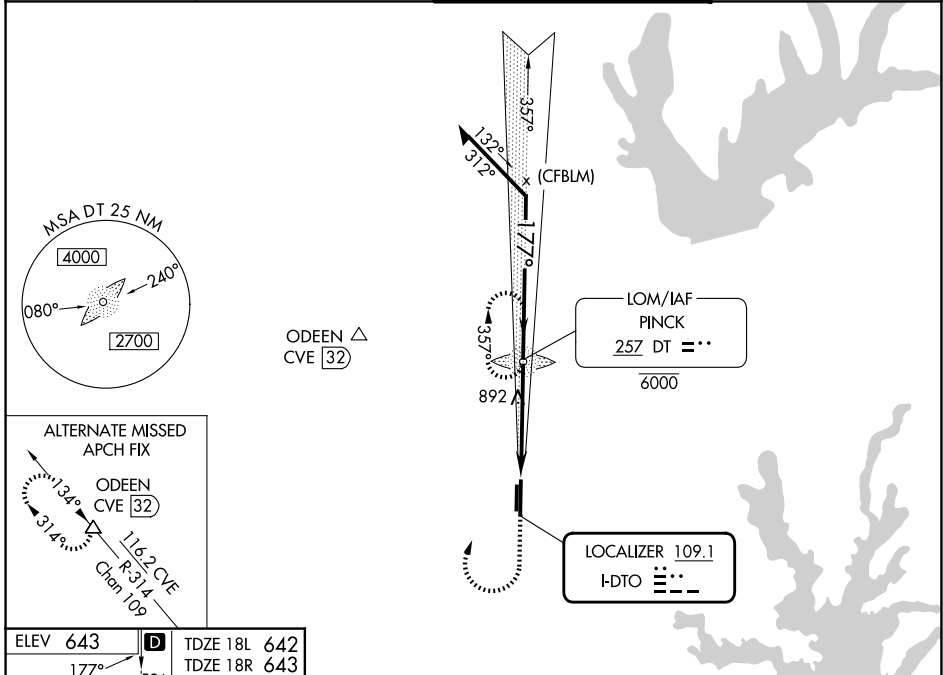 357°
132°
312°
(CFBLM)
177°
MSA DT 25 NM
4000
240°
080°
2700
ODEEN
CVE 32
LOM/IAF
PINCK
257 DT
6000
357°
892
ALTERNATE MISSED
APCH FIX
ODEEN
CVE 32
134°
314°
116.2 CVE
R-314
Chan 109
LOCALIZER 109.1
I-DTO
ELEV 643
D
TDZE 18L 642
TDZE 18R 643
177°